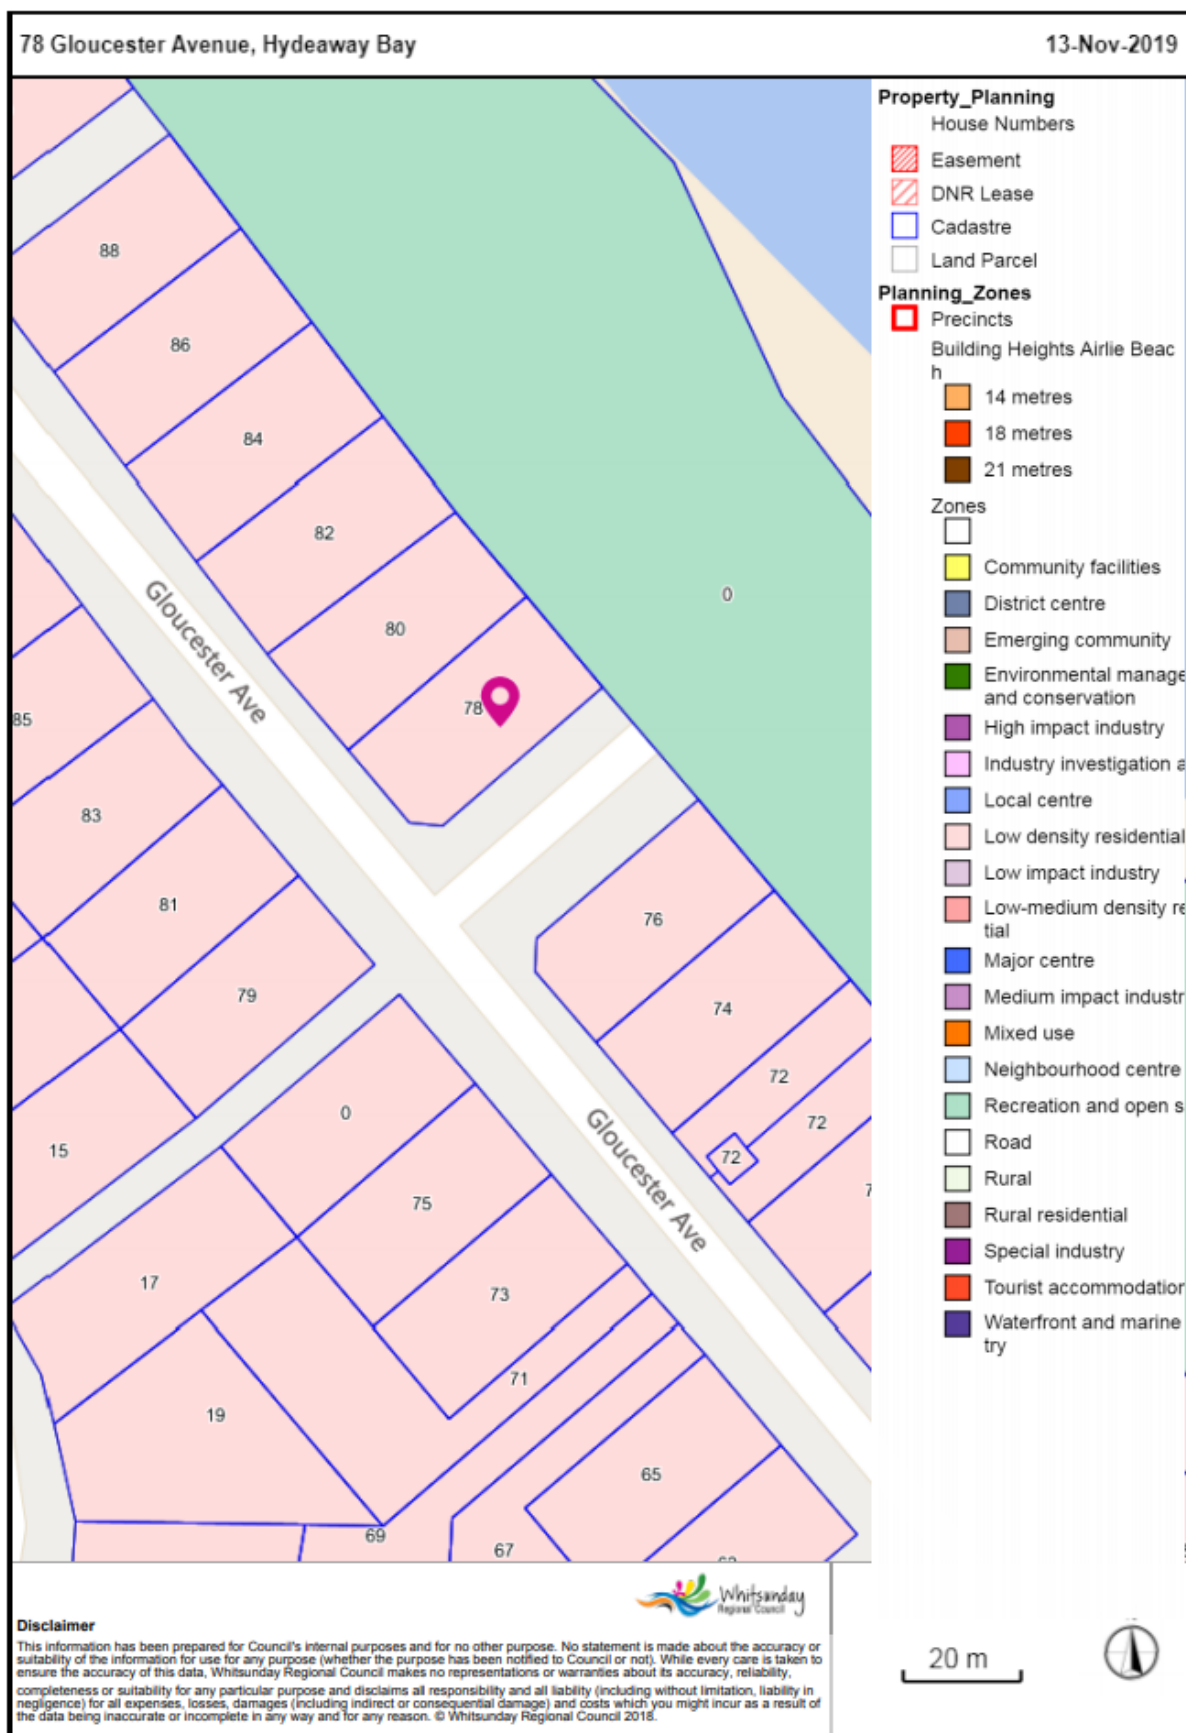 78 Gloucester Avenue, Hydeaway Bay
13-Nov-2019
Property_Planning
House Numbers
Easement
DNR Lease
Cadastre
Land Parcel
Planning_Zones
Precincts
Building Heights Airlie Beac
h
14 metres
18 metres
21 metres
Zones
Community facilities
District centre
Emerging community
Environmental manage
and conservation
High impact industry
Industry investigation a
Local centre
Low density residential
Low impact industry
Low-medium density re
tial
Major centre
Medium impact industr
Mixed use
Neighbourhood centre
Recreation and open s
Road
Rural
Rural residential
Special industry
Tourist accommodation
Waterfront and marine
try
88
86
84
82
0
80
Gloucester Ave
78
85
83
81
76
79
74
72
0
72
15
72
7
Gloucester Ave
75
17
73
71
19
65
69
67
Whitsunday
Regional Council
Disclaimer
This information has been prepared for Council's internal purposes and for no other purpose. No statement is made about the accuracy or
suitability of the information for use for any purpose (whether the purpose has been notified to Council or not). While every care is taken to
ensure the accuracy of this data, Whitsunday Regional Council makes no representations or warranties about its accuracy, reliability,
completeness or suitability for any particular purpose and disclaims all responsibility and all liability (including without limitation, liability in
negligence) for all expenses, losses, damages (including indirect or consequential damage) and costs which you might incur as a result of
the data being inaccurate or incomplete in any way and for any reason. © Whitsunday Regional Council 2018.
20 m